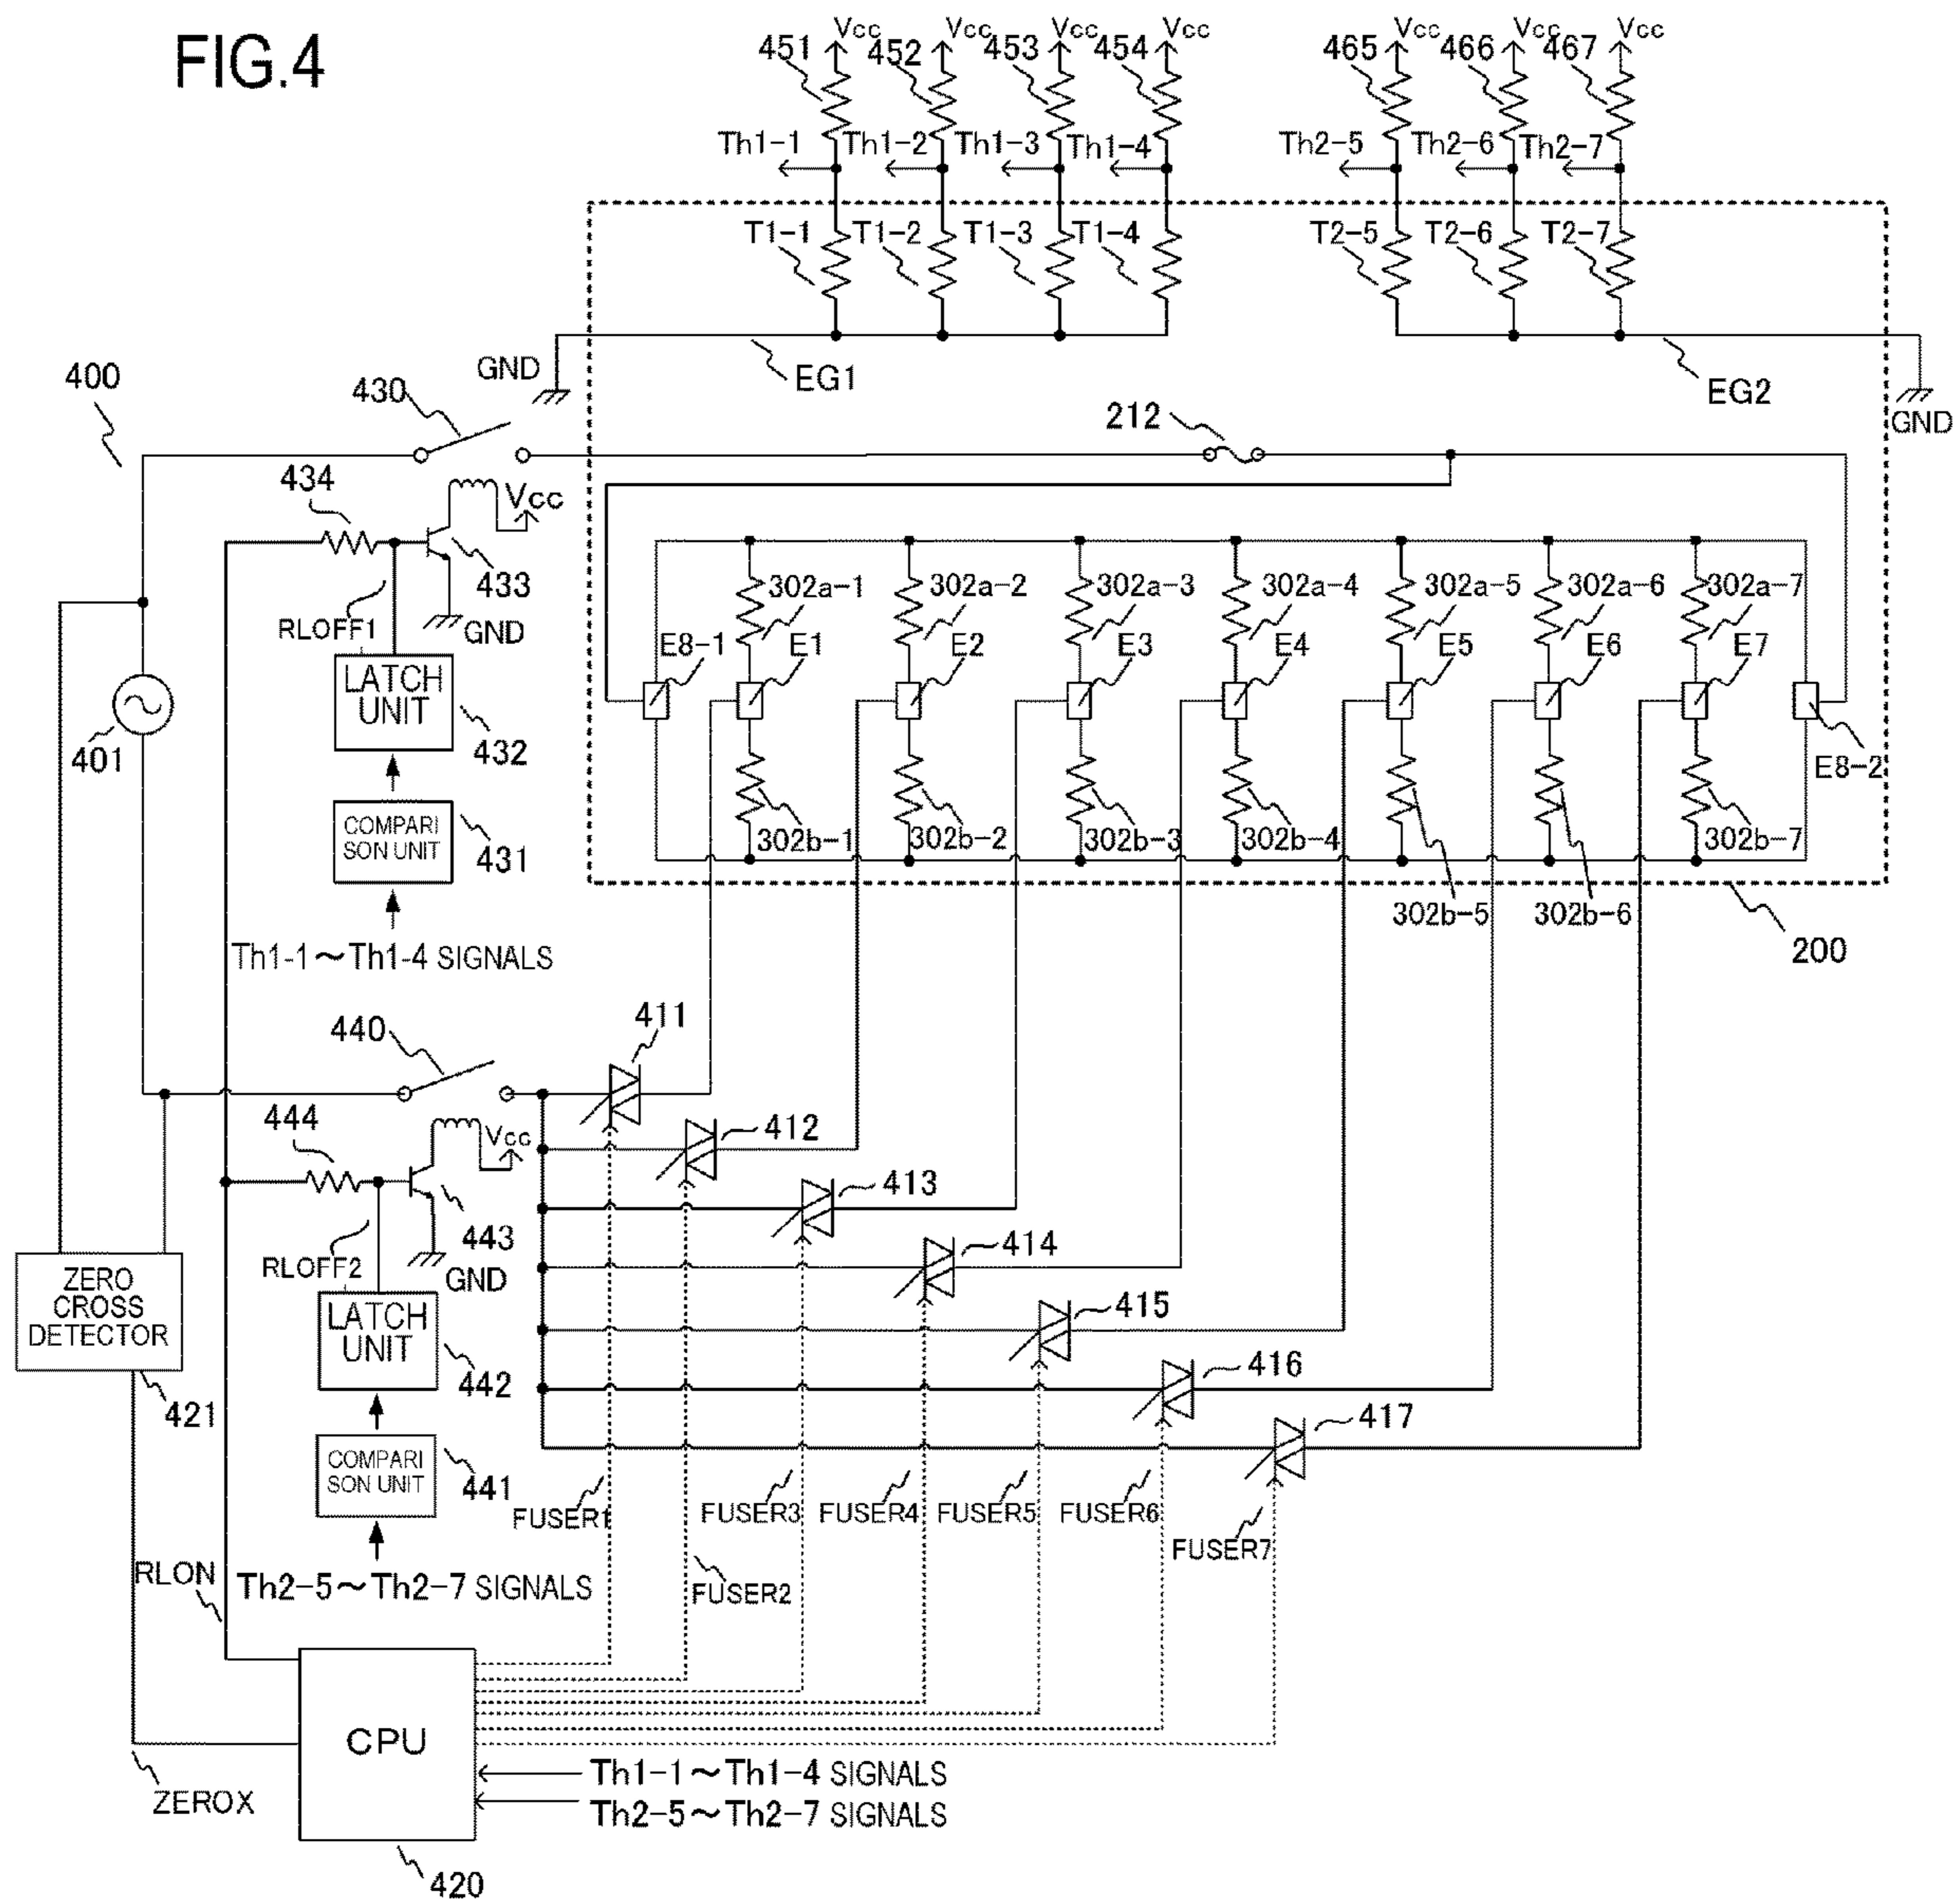 FIG.4
Vcc Vcc Vcc Vcc Vcc Vcc Vcc
451 452 453 454 465 466 467
Th1-1 Th1-2 Th1-3 Th1-4 Th2-5 Th2-6 Th2-7
T1-1 T1-2 T1-3 T1-4 T2-5 T2-6 T2-7
GND EG1 EG2 GND
400 430 212
434 Vcc
433
RLOFF1 GND
302a-1 302a-2 302a-3 302a-4 302a-5 302a-6 302a-7
E8-1 E1 E2 E3 E4 E5 E6 E7
LATCH
UNIT
432
401
E8-2
COMPARI
SON UNIT
431
302b-1 302b-2 302b-3 302b-4 302b-7
302b-5 302b-6
200
Th1-1～Th1-4 SIGNALS
440 411
444 Vcc 412
443 413
RLOFF2 GND 414
ZERO
CROSS
DETECTOR
421
LATCH
UNIT
442
415
416
417
COMPARI
SON UNIT
441
FUSER1 FUSER3 FUSER4 FUSER5 FUSER6
FUSER7
RLON
Th2-5～Th2-7 SIGNALS
FUSER2
CPU
ZEROX
Th1-1～Th1-4 SIGNALS
Th2-5～Th2-7 SIGNALS
420